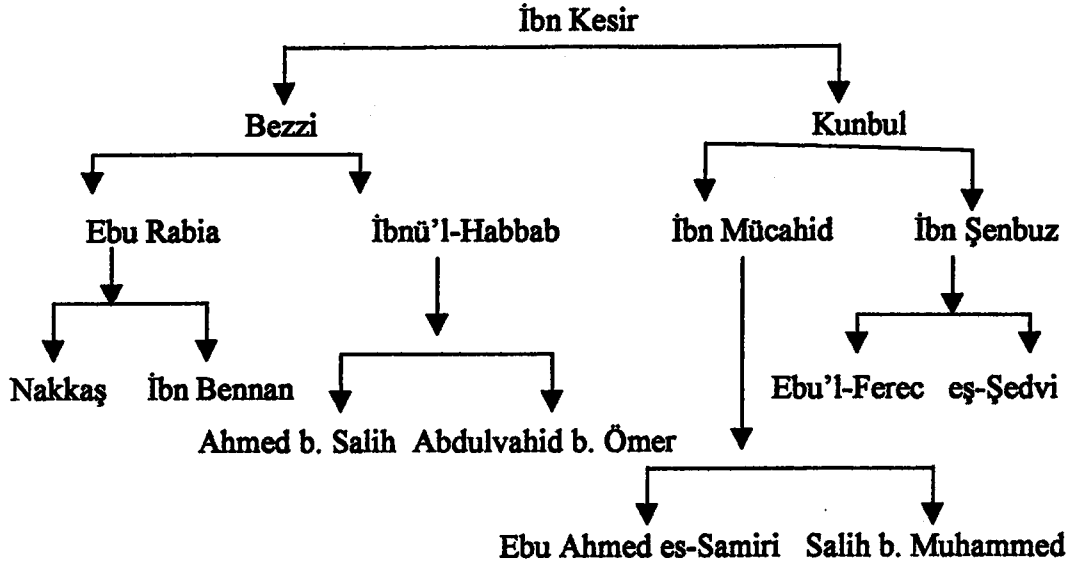 İbn Kesir
Bezzi Kunbul
Ebu Rabia İbnü'l-Habbab İbn Mücahid İbn Şenbuz
Nakkaş İbn Bennan Ebu'l-Ferec eş-Şedvi
Ahmed b. Salih Abdulvahid b. Ömer
Ebu Ahmed es-Samiri Salih b. Muhammed